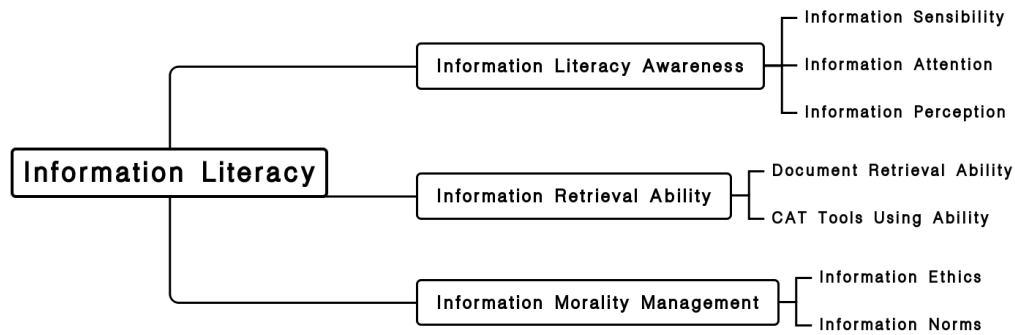 Information Literacy
Information Literacy Awareness
Information Sensibility
Information Attention
Information Perception
Information Retrieval Ability
Document Retrieval Ability
CAT Tools Using Ability
Information Morality Management
Information Ethics
Information Norms